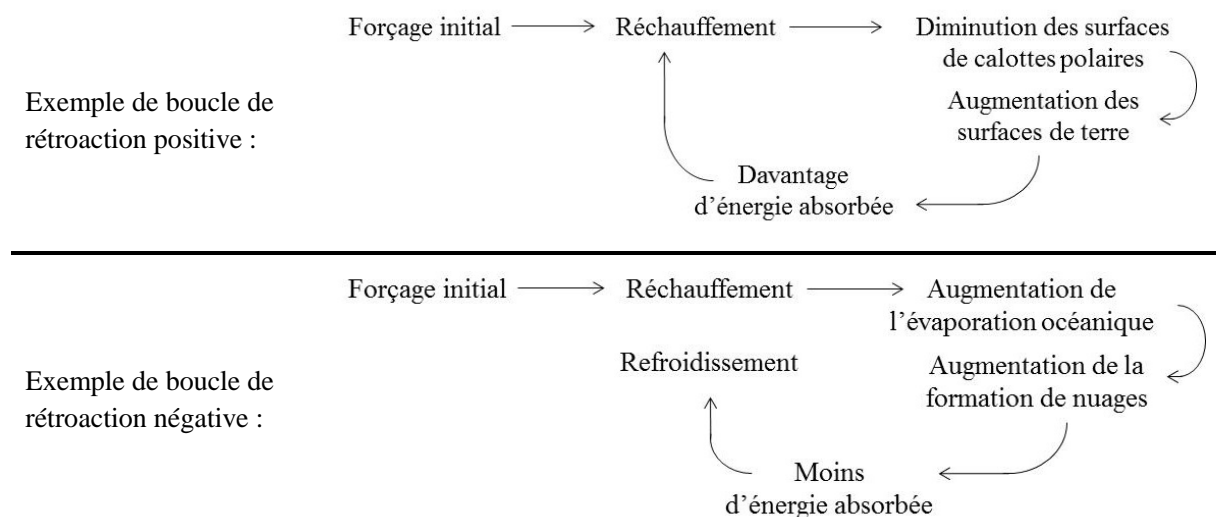 Forçage initial
Réchauffement
Diminution des surfaces
de calottes polaires
Exemple de boucle de
rétroaction positive :
Augmentation des
surfaces de terre
Davantage
d’énergie absorbée
Forçage initial
Réchauffement
Augmentation de
l’évaporation océanique
Exemple de boucle de
rétroaction négative :
Refroidissement
Augmentation de la
formation de nuages
Moins
d’énergie absorbée